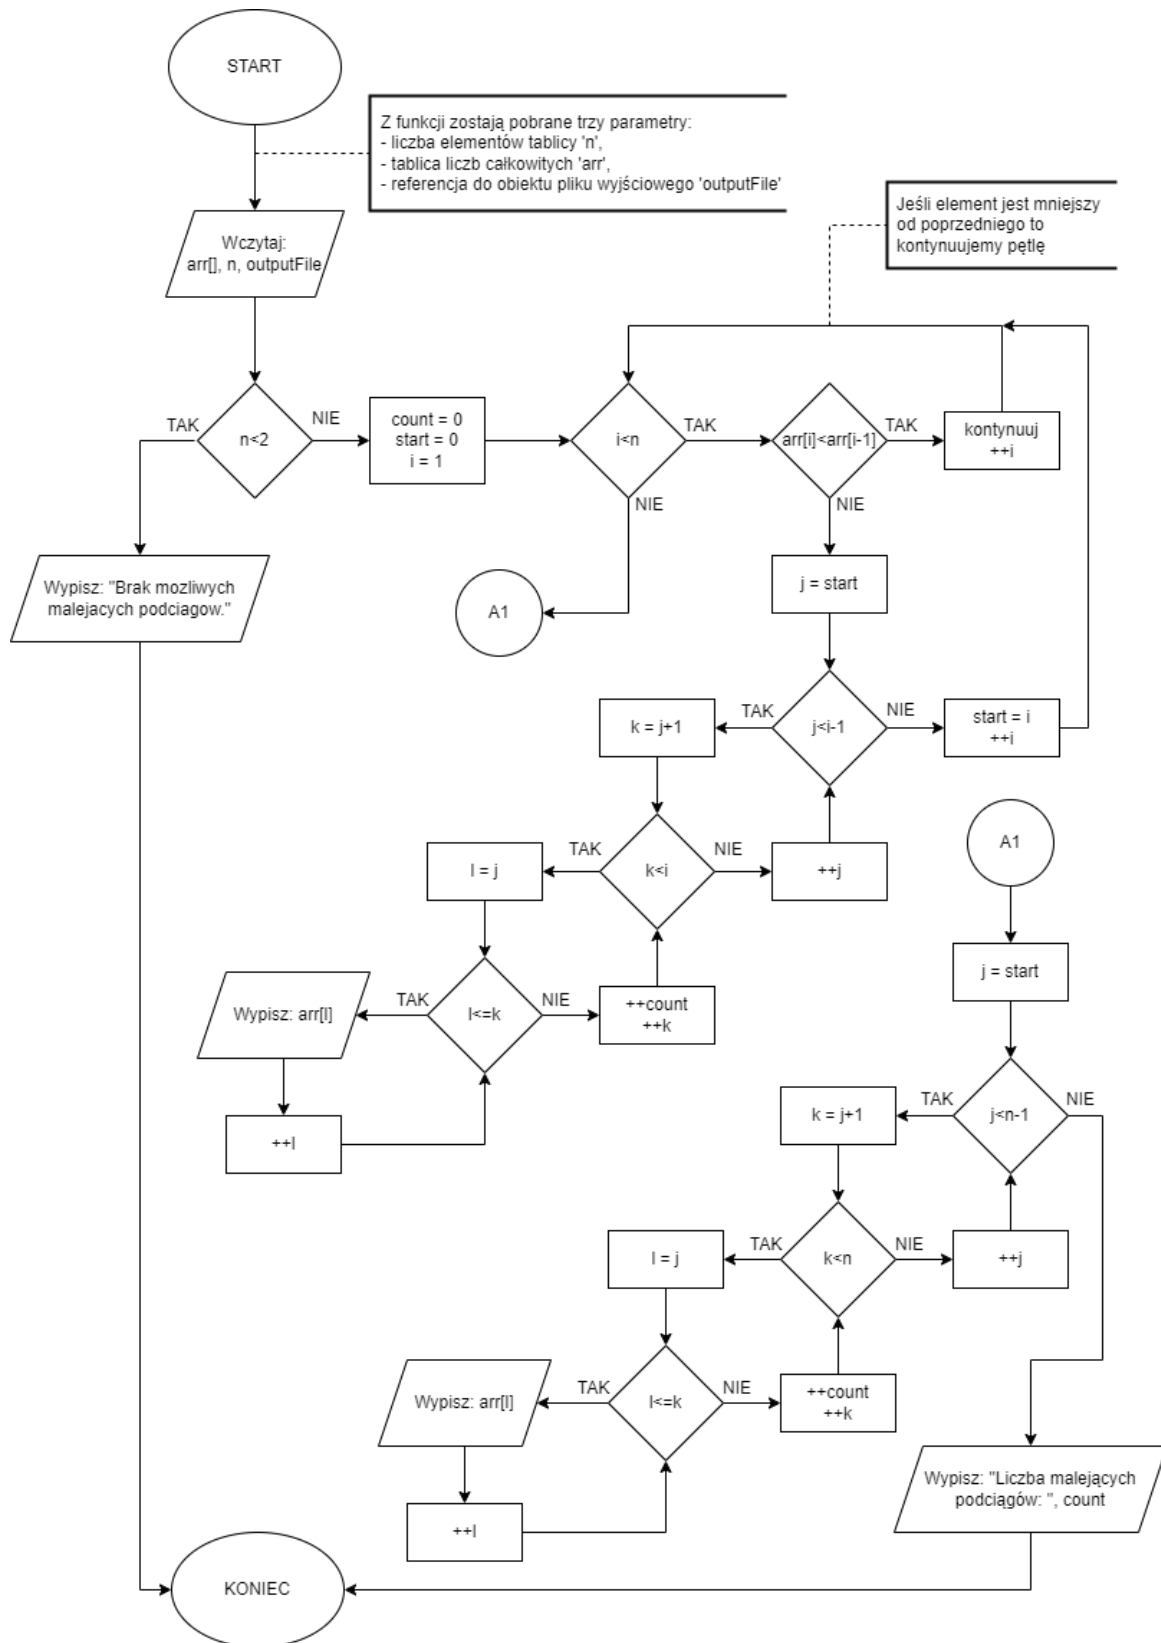 START
Z funkcji zostają pobrane trzy parametry:
- liczba elementów tablicy 'n',
- tablica liczb całkowitych 'arr',
- referencja do obiektu pliku wyjściowego 'outputFile'
Jeśli element jest mniejszy
od poprzedniego to
kontynuujemy pętlę
Wczytaj:
arr[], n, outputFile
n<2
TAK
NIE
count = 0
start = 0
i = 1
i<n
TAK
NIE
arr[i]<arr[i-1]
TAK
NIE
kontynuuj
++i
Wypisz: "Brak mozliwych
malejacych podciagow."
A1
j = start
j<i-1
TAK
NIE
k = j+1
start = i
++i
k<i
TAK
NIE
l = j
++j
A1
l<=k
TAK
NIE
Wypisz: arr[l]
++count
++k
j = start
++l
j<n-1
TAK
NIE
k = j+1
k<n
TAK
NIE
l = j
++j
l<=k
TAK
NIE
Wypisz: arr[l]
++count
++k
++l
Wypisz: "Liczba malejących
podciągów: ", count
KONIEC